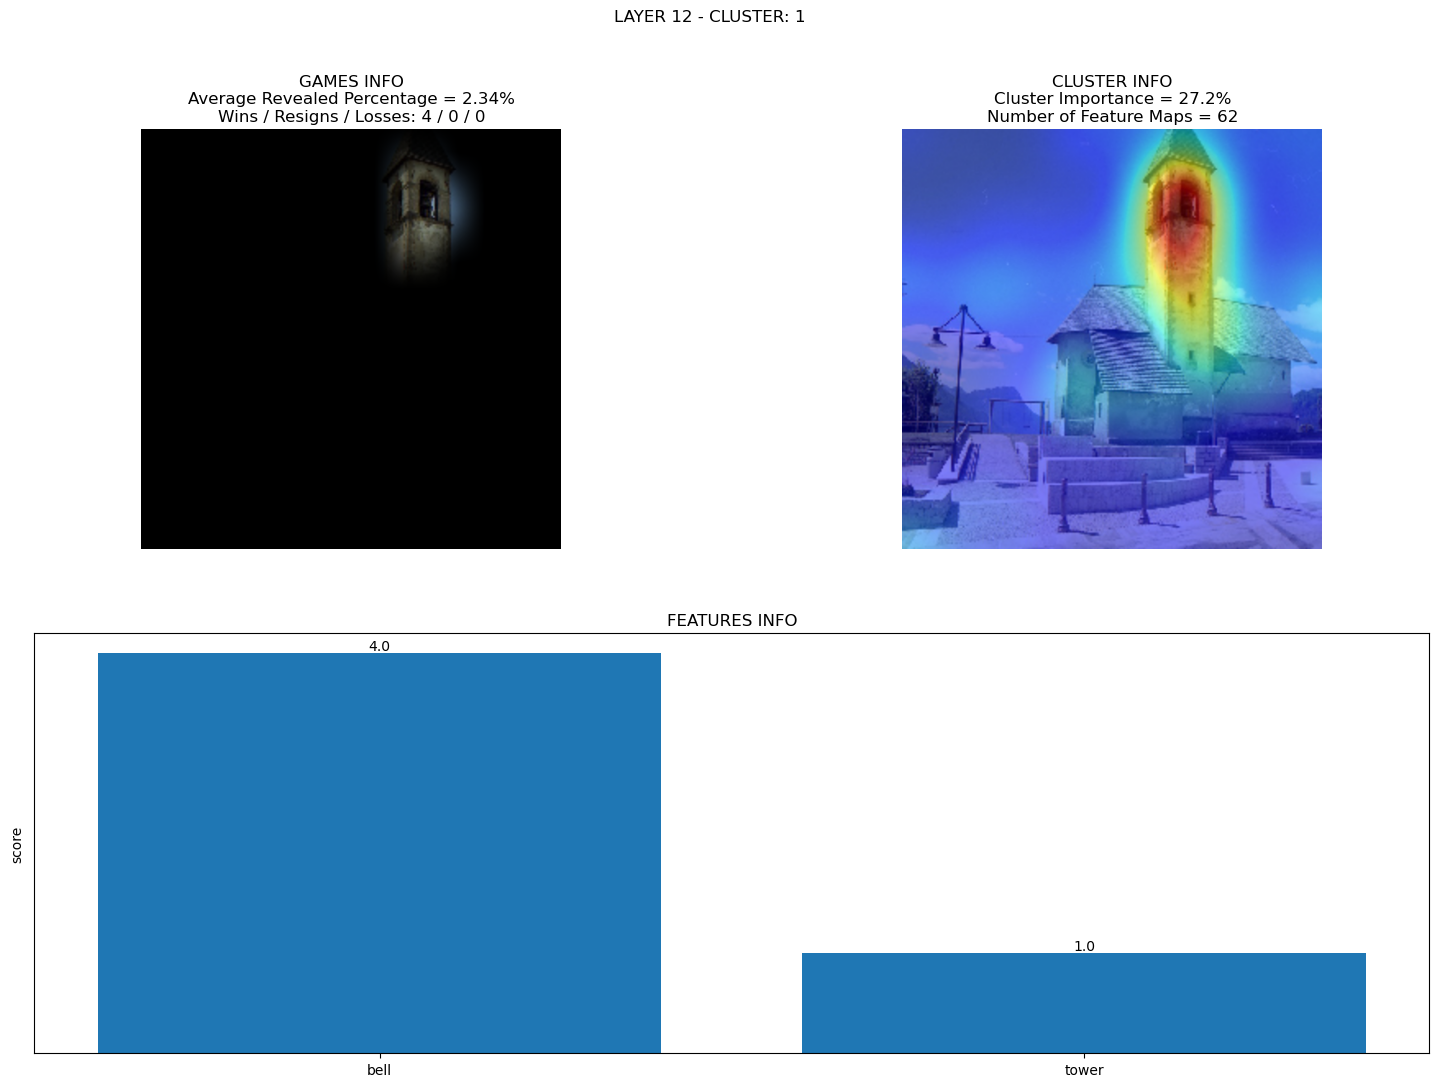 LAYER 12 - CLUSTER: 1
GAMES INFO
Average Revealed Percentage = 2.34%
Wins / Resigns / Losses: 4 / 0 / 0
CLUSTER INFO
Cluster Importance = 27.2%
Number of Feature Maps = 62
FEATURES INFO
4.0
1.0
score
bell
tower